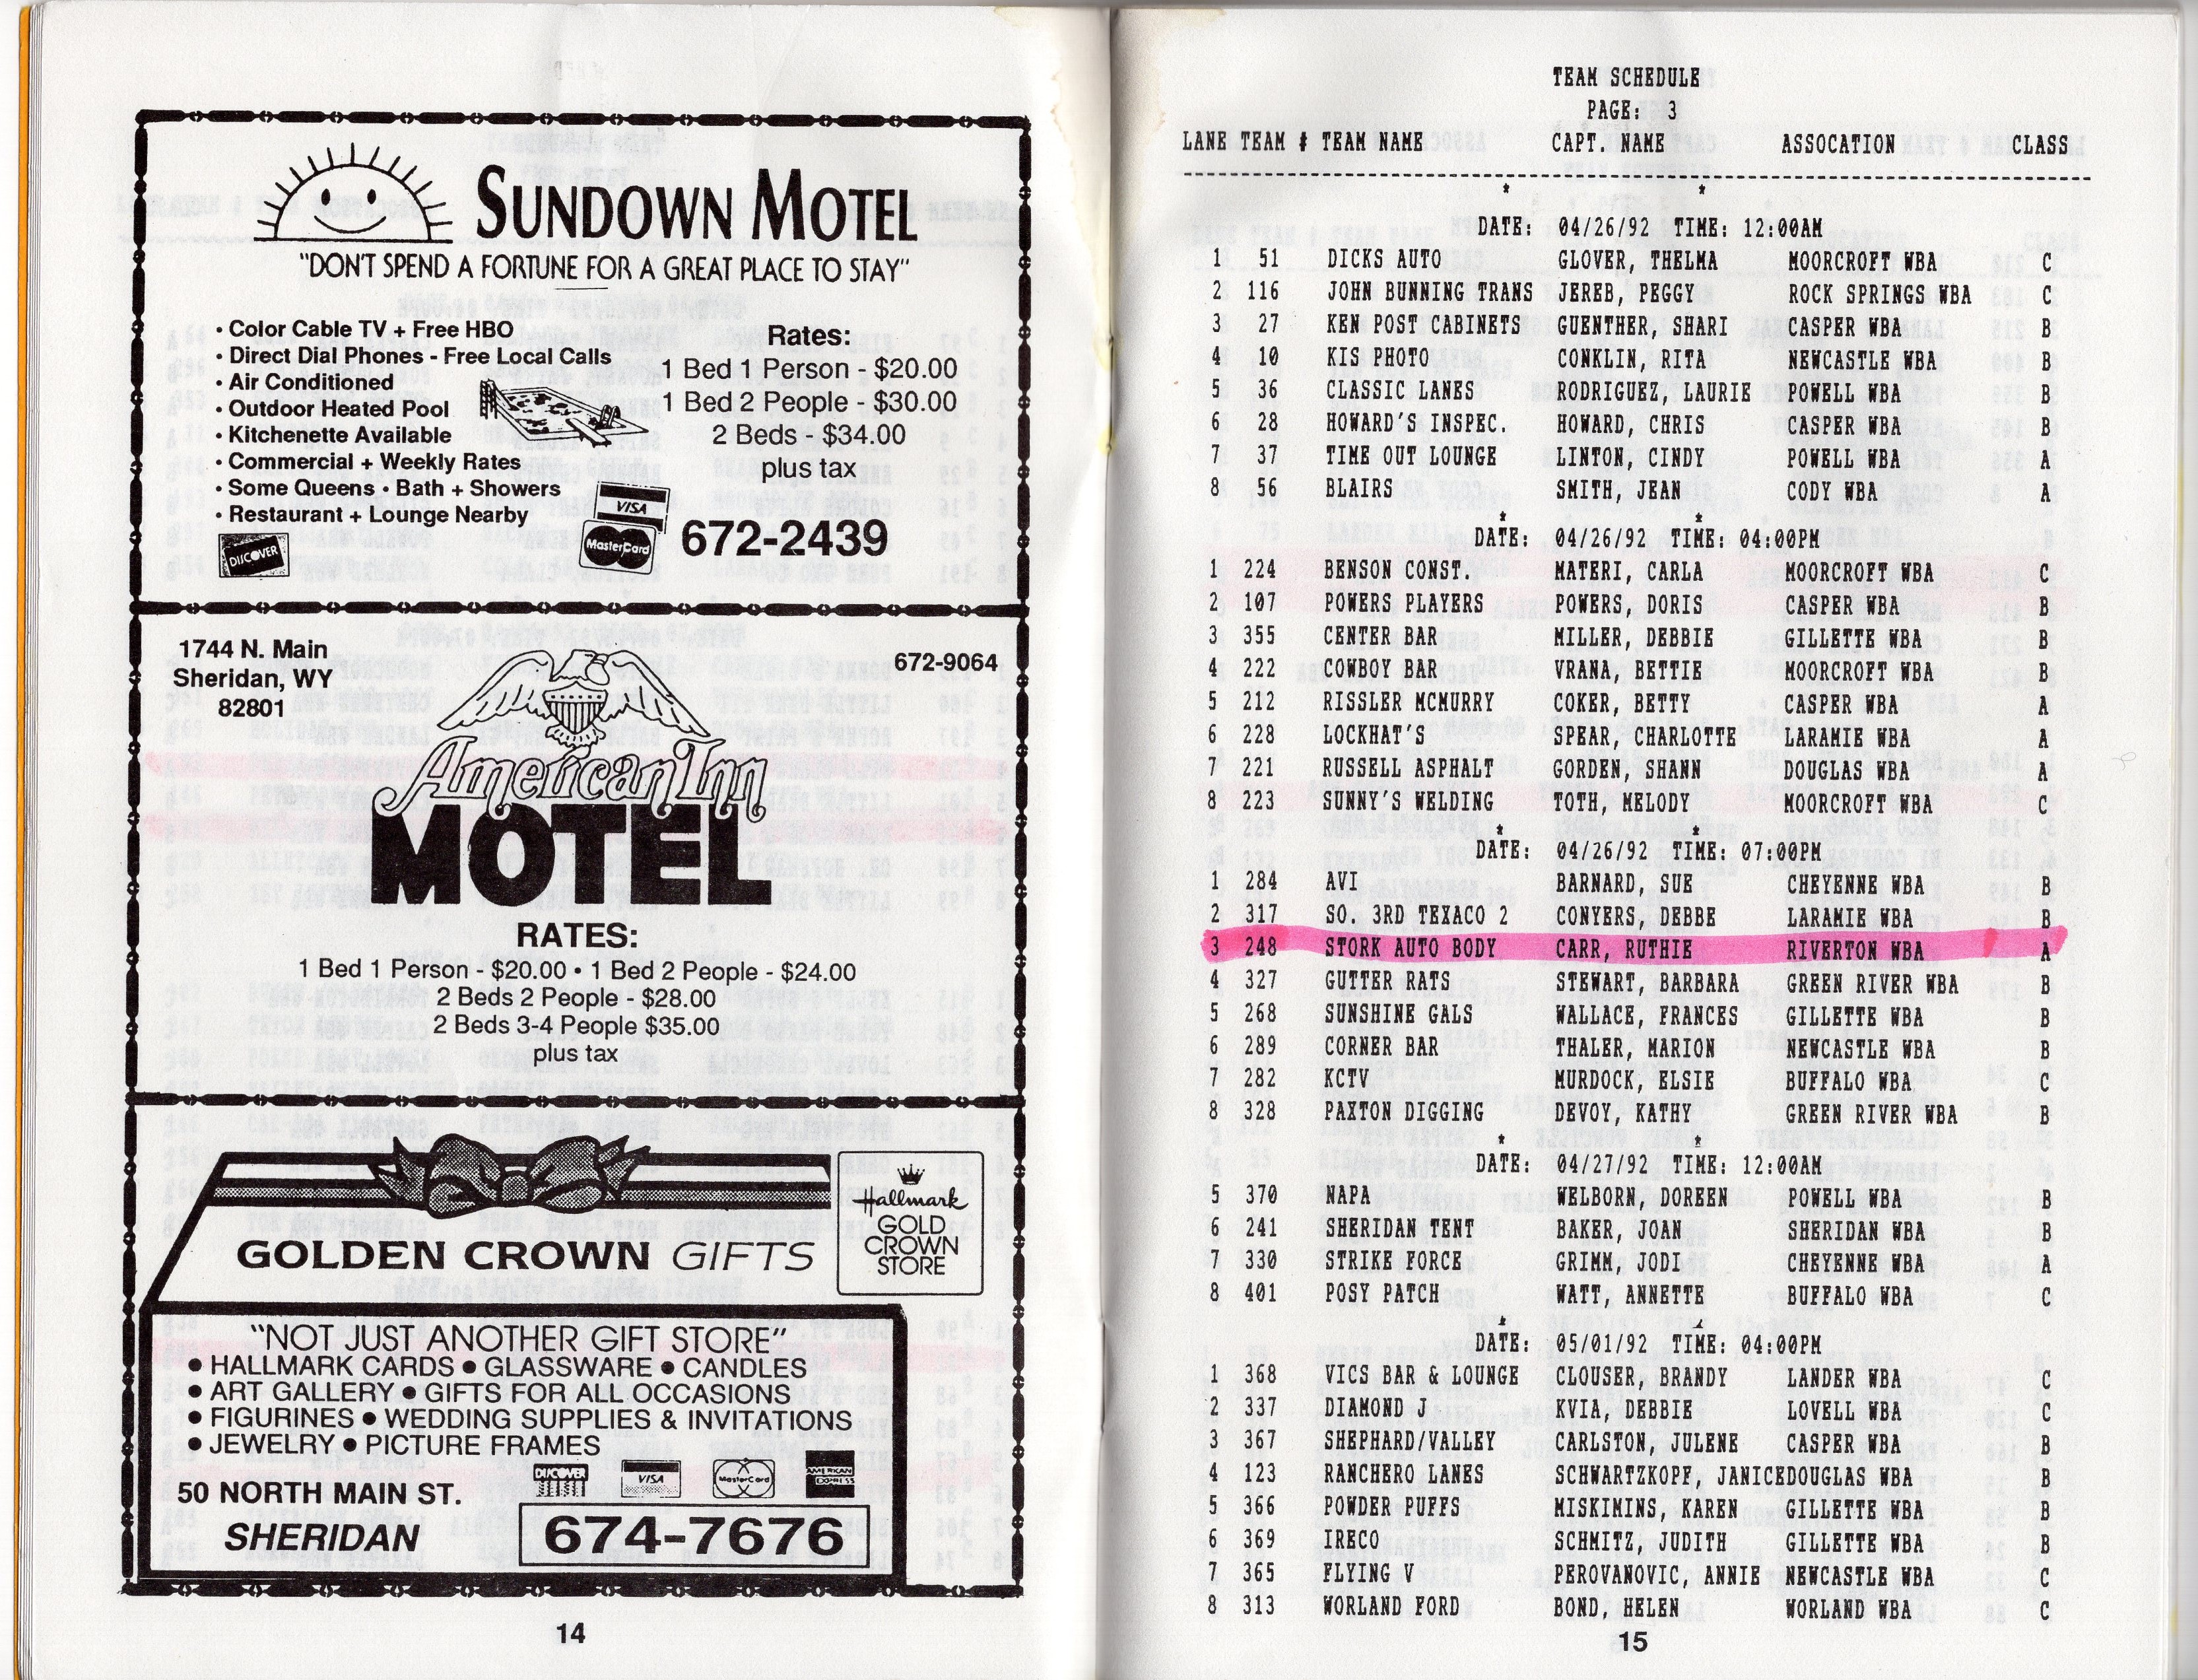 SUNDOWN MOTEL
"DON'T SPEND A FORTUNE FOR A GREAT PLACE TO STAY"
• Color Cable TV + Free HBO
• Direct Dial Phones - Free Local Calls
• Air Conditioned
• Outdoor Heated Pool
• Kitchenette Available
• Commercial + Weekly Rates
• Some Queens • Bath + Showers
• Restaurant + Lounge Nearby
Rates:
1 Bed 1 Person - $20.00
1 Bed 2 People - $30.00
2 Beds - $34.00
plus tax
DISCOVER
VISA
MasterCard
672-2439
1744 N. Main
Sheridan, WY
82801
672-9064
American Inn
MOTEL
RATES:
1 Bed 1 Person - $20.00 • 1 Bed 2 People - $24.00
2 Beds 2 People - $28.00
2 Beds 3-4 People $35.00
plus tax
Hallmark
GOLD
CROWN
STORE
GOLDEN CROWN GIFTS
"NOT JUST ANOTHER GIFT STORE"
• HALLMARK CARDS • GLASSWARE • CANDLES
• ART GALLERY • GIFTS FOR ALL OCCASIONS
• FIGURINES • WEDDING SUPPLIES & INVITATIONS
• JEWELRY • PICTURE FRAMES
DISCOVER VISA MasterCard AMERICAN EXPRESS
50 NORTH MAIN ST.
SHERIDAN
674-7676
14
TEAM SCHEDULE
PAGE: 3
LANE TEAM # TEAM NAME CAPT. NAME ASSOCATION CLASS
* *
DATE: 04/26/92 TIME: 12:00AM
1 51 DICKS AUTO GLOVER, THELMA MOORCROFT WBA C
2 116 JOHN BUNNING TRANS JEREB, PEGGY ROCK SPRINGS WBA C
3 27 KEN POST CABINETS GUENTHER, SHARI CASPER WBA B
4 10 KIS PHOTO CONKLIN, RITA NEWCASTLE WBA B
5 36 CLASSIC LANES RODRIGUEZ, LAURIE POWELL WBA B
6 28 HOWARD'S INSPEC. HOWARD, CHRIS CASPER WBA B
7 37 TIME OUT LOUNGE LINTON, CINDY POWELL WBA A
8 56 BLAIRS SMITH, JEAN CODY WBA A
* *
DATE: 04/26/92 TIME: 04:00PM
1 224 BENSON CONST. MATERI, CARLA MOORCROFT WBA C
2 107 POWERS PLAYERS POWERS, DORIS CASPER WBA B
3 355 CENTER BAR MILLER, DEBBIE GILLETTE WBA B
4 222 COWBOY BAR VRANA, BETTIE MOORCROFT WBA B
5 212 RISSLER MCMURRY COKER, BETTY CASPER WBA A
6 228 LOCKHAT'S SPEAR, CHARLOTTE LARAMIE WBA A
7 221 RUSSELL ASPHALT GORDEN, SHANN DOUGLAS WBA A
8 223 SUNNY'S WELDING TOTH, MELODY MOORCROFT WBA C
* *
DATE: 04/26/92 TIME: 07:00PM
1 284 AVI BARNARD, SUE CHEYENNE WBA B
2 317 SO. 3RD TEXACO 2 CONYERS, DEBBE LARAMIE WBA B
3 248 STORK AUTO BODY CARR, RUTHIE RIVERTON WBA A
4 327 GUTTER RATS STEWART, BARBARA GREEN RIVER WBA B
5 268 SUNSHINE GALS WALLACE, FRANCES GILLETTE WBA B
6 289 CORNER BAR THALER, MARION NEWCASTLE WBA B
7 282 KCTV MURDOCK, ELSIE BUFFALO WBA C
8 328 PAXTON DIGGING DEVOY, KATHY GREEN RIVER WBA B
* *
DATE: 04/27/92 TIME: 12:00AM
5 370 NAPA WELBORN, DOREEN POWELL WBA B
6 241 SHERIDAN TENT BAKER, JOAN SHERIDAN WBA B
7 330 STRIKE FORCE GRIMM, JODI CHEYENNE WBA A
8 401 POSY PATCH WATT, ANNETTE BUFFALO WBA C
* *
DATE: 05/01/92 TIME: 04:00PM
1 368 VICS BAR & LOUNGE CLOUSER, BRANDY LANDER WBA C
2 337 DIAMOND J KVIA, DEBBIE LOVELL WBA C
3 367 SHEPHARD/VALLEY CARLSTON, JULENE CASPER WBA B
4 123 RANCHERO LANES SCHWARTZKOPF, JANICEDOUGLAS WBA B
5 366 POWDER PUFFS MISKIMINS, KAREN GILLETTE WBA B
6 369 IRECO SCHMITZ, JUDITH GILLETTE WBA B
7 365 FLYING V PEROVANOVIC, ANNIE NEWCASTLE WBA C
8 313 WORLAND FORD BOND, HELEN WORLAND WBA C
15